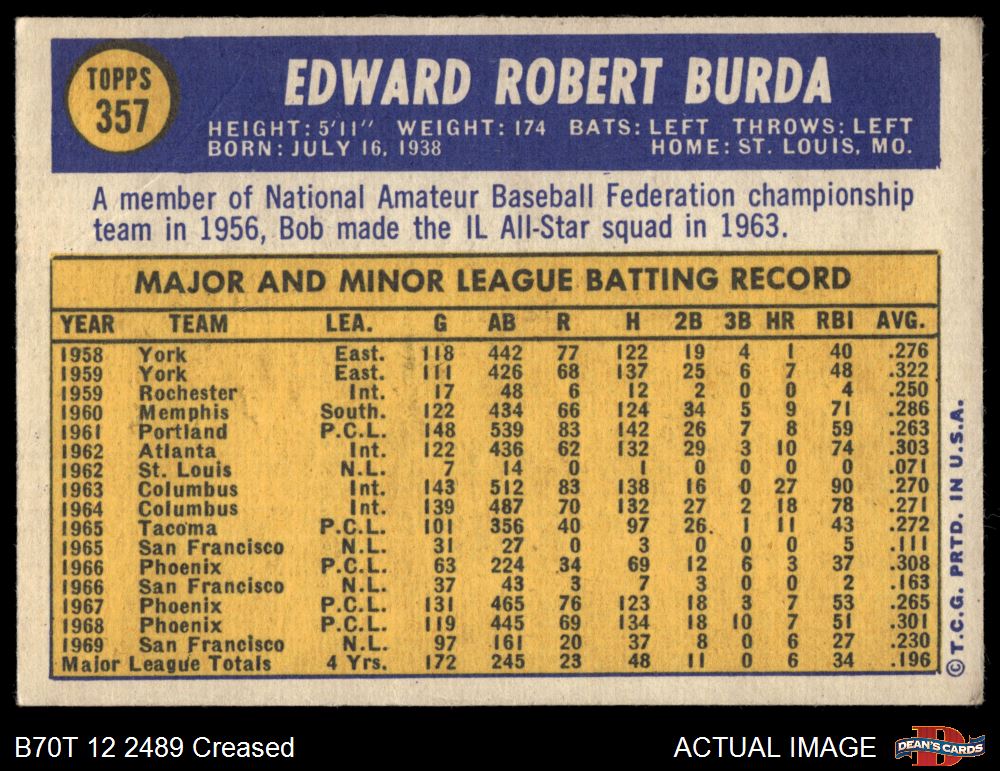 TOPPS
357
EDWARD ROBERT BURDA
HEIGHT: 5'11" WEIGHT: 174 BATS: LEFT THROWS: LEFT
BORN: JULY 16, 1938 HOME: ST. LOUIS, MO.
A member of National Amateur Baseball Federation championship
team in 1956, Bob made the IL All-Star squad in 1963.
MAJOR AND MINOR LEAGUE BATTING RECORD
YEAR TEAM LEA. G AB R H 2B 3B HR RBI AVG.
1958 York East. 118 442 77 122 19 4 1 40 .276
1959 York East. 111 426 68 137 25 6 7 48 .322
1959 Rochester Int. 17 48 6 12 2 0 0 4 .250
1960 Memphis South. 122 434 66 124 34 5 9 71 .286
1961 Portland P.C.L. 148 539 83 142 26 7 8 59 .263
1962 Atlanta Int. 122 436 62 132 29 3 10 74 .303
1962 St. Louis N.L. 7 14 0 1 0 0 0 0 .071
1963 Columbus Int. 143 512 83 138 16 0 27 90 .270
1964 Columbus Int. 139 487 70 132 27 2 18 78 .271
1965 Tacoma P.C.L. 101 356 40 97 26 1 11 43 .272
1965 San Francisco N.L. 31 27 0 3 0 0 0 5 .111
1966 Phoenix P.C.L. 63 224 34 69 12 6 3 37 .308
1966 San Francisco N.L. 37 43 3 7 3 0 0 2 .163
1967 Phoenix P.C.L. 131 465 76 123 18 3 7 53 .265
1968 Phoenix P.C.L. 119 445 69 134 18 10 7 51 .301
1969 San Francisco N.L. 97 161 20 37 8 0 6 27 .230
Major League Totals 4 Yrs. 172 245 23 48 11 0 6 34 .196
© T.C.G. PRTD. IN U.S.A.
B70T 12 2489 Creased
ACTUAL IMAGE
D
DEAN'S CARDS